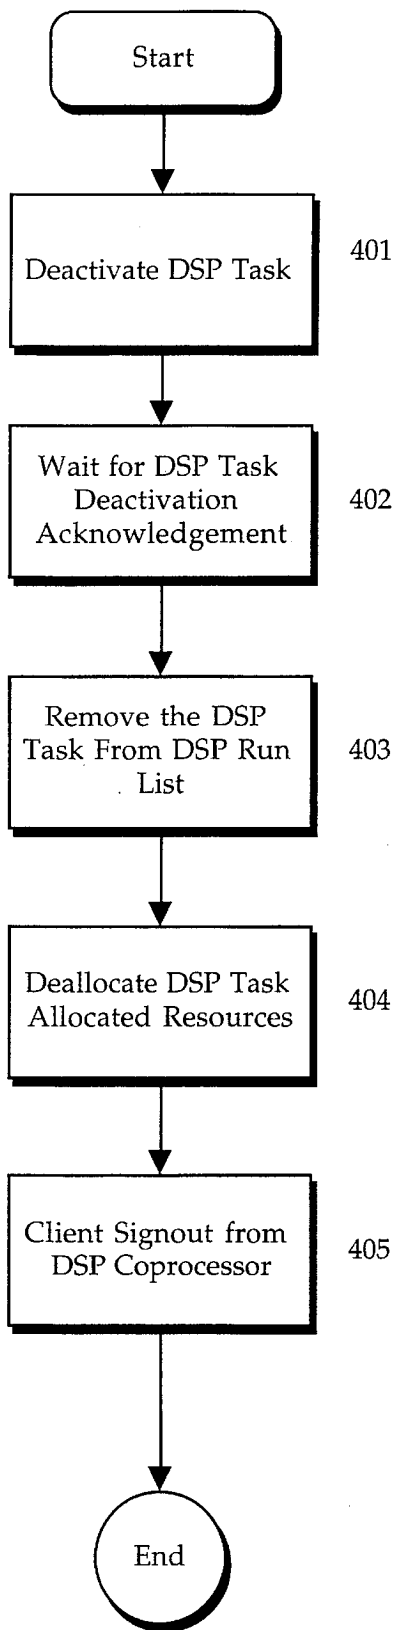 Start
Deactivate DSP Task
401
Wait for DSP Task
Deactivation
Acknowledgement
402
Remove the DSP
Task From DSP Run
List
403
Deallocate DSP Task
Allocated Resources
404
Client Signout from
DSP Coprocessor
405
End